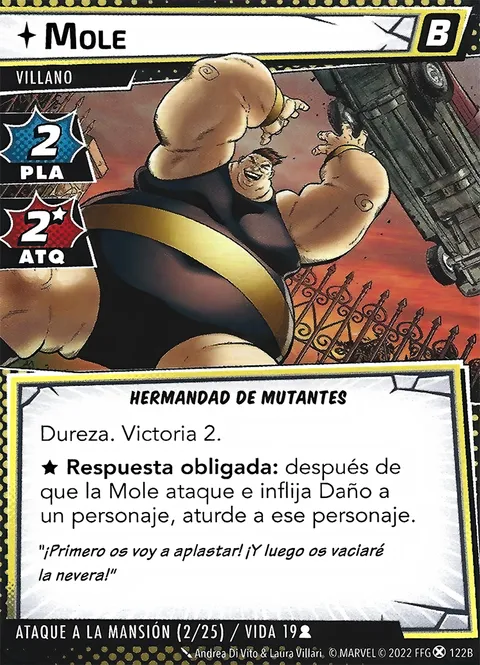 Mole
B
VILLANO
2
PLA
2★
ATQ
HERMANDAD DE MUTANTES
Dureza. Victoria 2.
★ Respuesta obligada: después de
que la Mole ataque e inflija Daño a
un personaje, aturde a ese personaje.
"¡Primero os voy a aplastar! ¡Y luego os vaciaré
la nevera!"
ATAQUE A LA MANSIÓN (2/25) / VIDA 19
Andrea Di Vito & Laura Villari. © MARVEL © 2022 FFG 122B